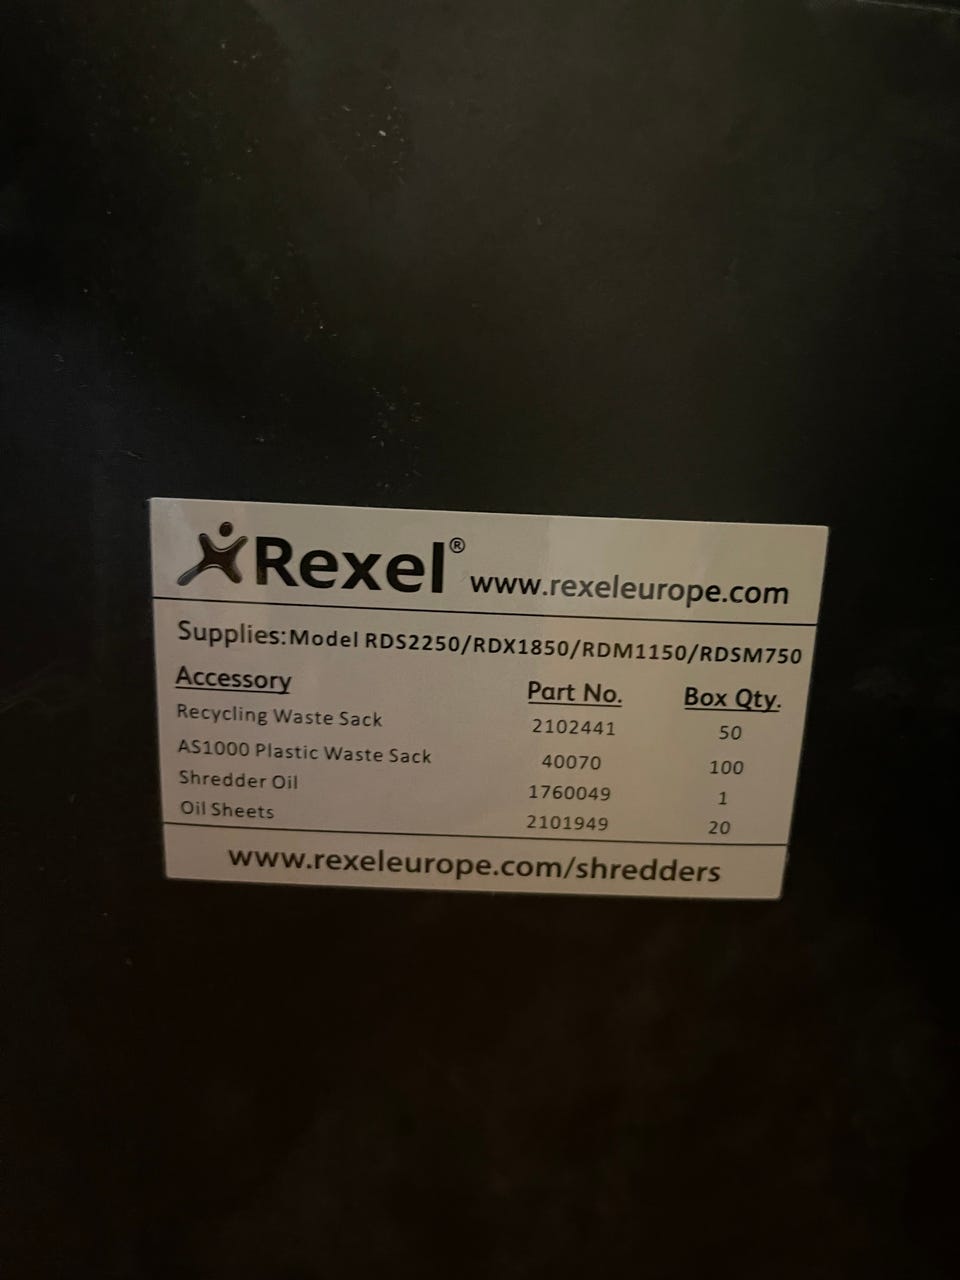 Rexel® www.rexeleurope.com
Supplies:Model RDS2250/RDX1850/RDM1150/RDSM750
Accessory Part No. Box Qty.
Recycling Waste Sack 2102441 50
AS1000 Plastic Waste Sack 40070 100
Shredder Oil 1760049 1
Oil Sheets 2101949 20
www.rexeleurope.com/shredders